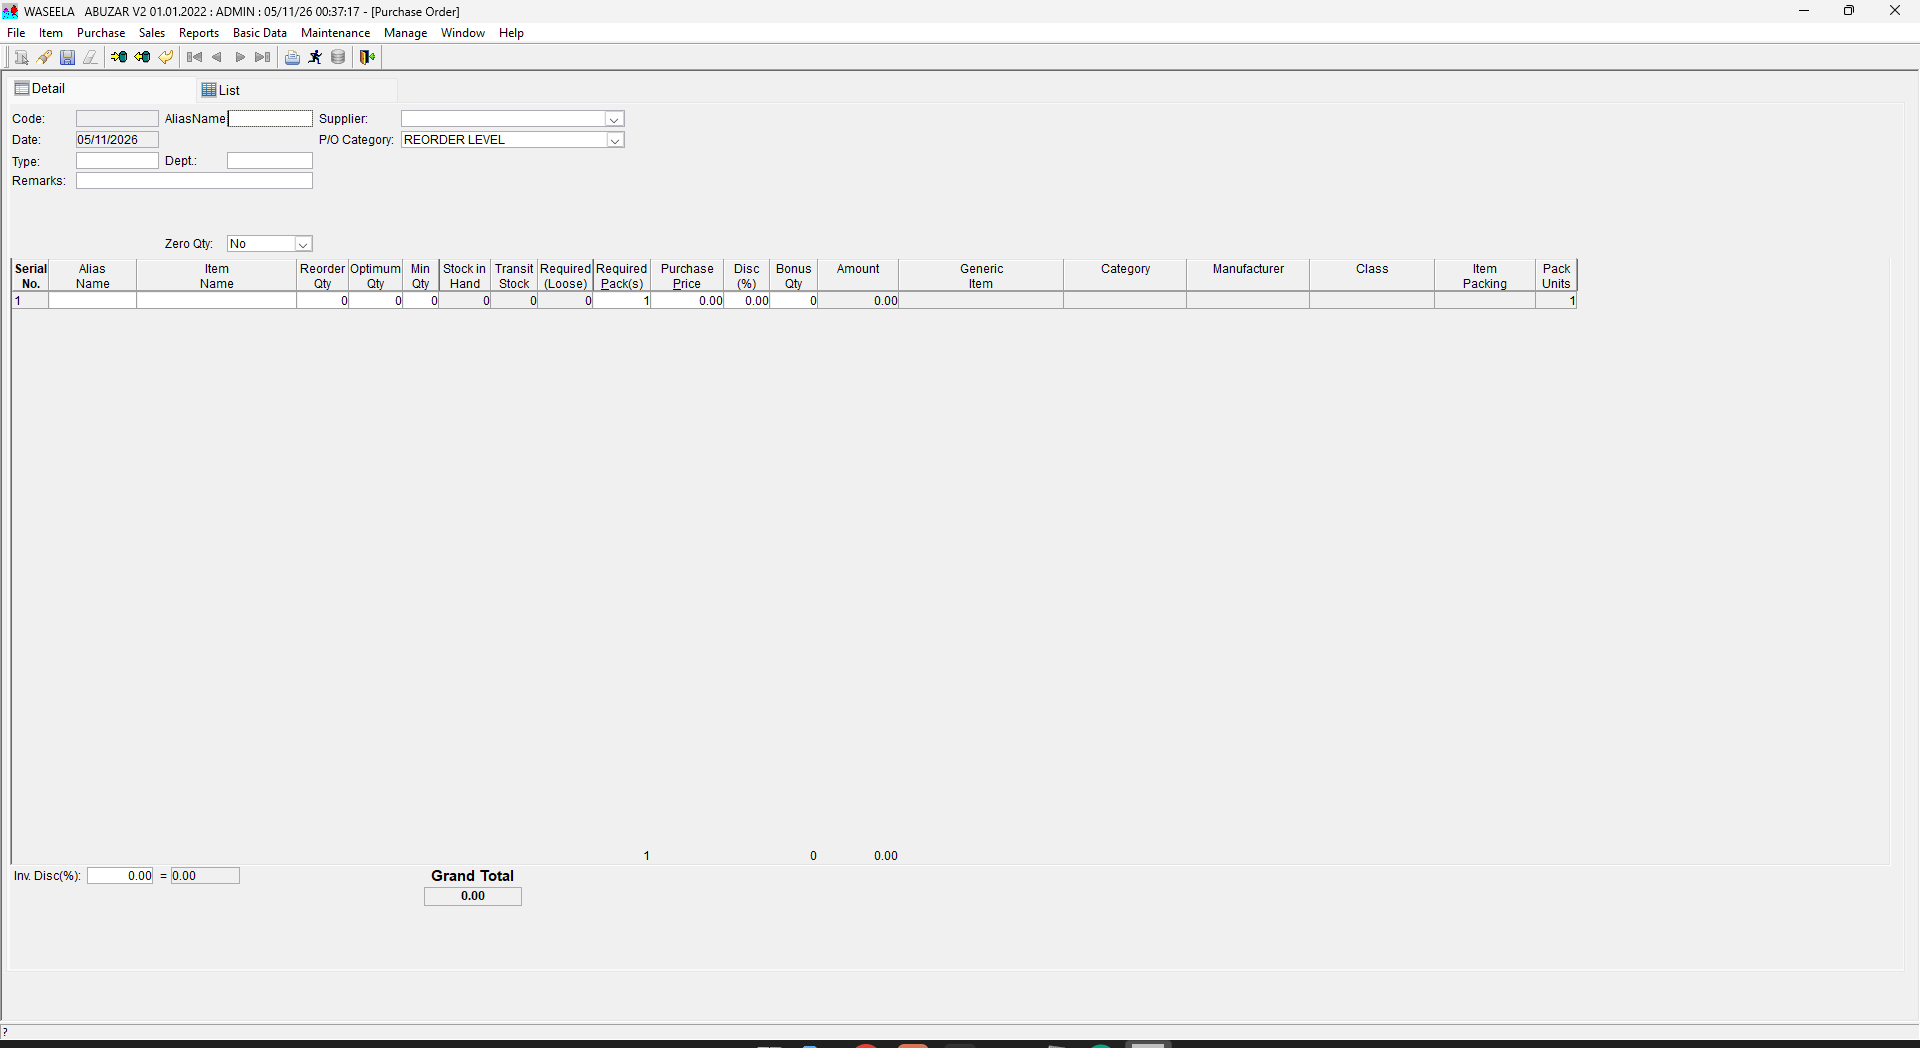 WASEELA ABUZAR V2 01.01.2022 : ADMIN : 05/11/26 00:37:17 - [Purchase Order]
File Item Purchase Sales Reports Basic Data Maintenance Manage Window Help
Detail List
Code: AliasName Supplier:
Date: 05/11/2026 P/O Category: REORDER LEVEL
Type: Dept.:
Remarks:
Zero Qty: No
Serial Alias Item Reorder Optimum Min Stock in Transit Required Required Purchase Disc Bonus Amount Generic Category Manufacturer Class Item Pack
No. Name Name Qty Qty Qty Hand Stock (Loose) Pack(s) Price (%) Qty Item Packing Units
1 0 0 0 0 0 0 1 0.00 0.00 0 0.00 1
1 0 0.00
Inv. Disc(%): 0.00 = 0.00 Grand Total
0.00
?